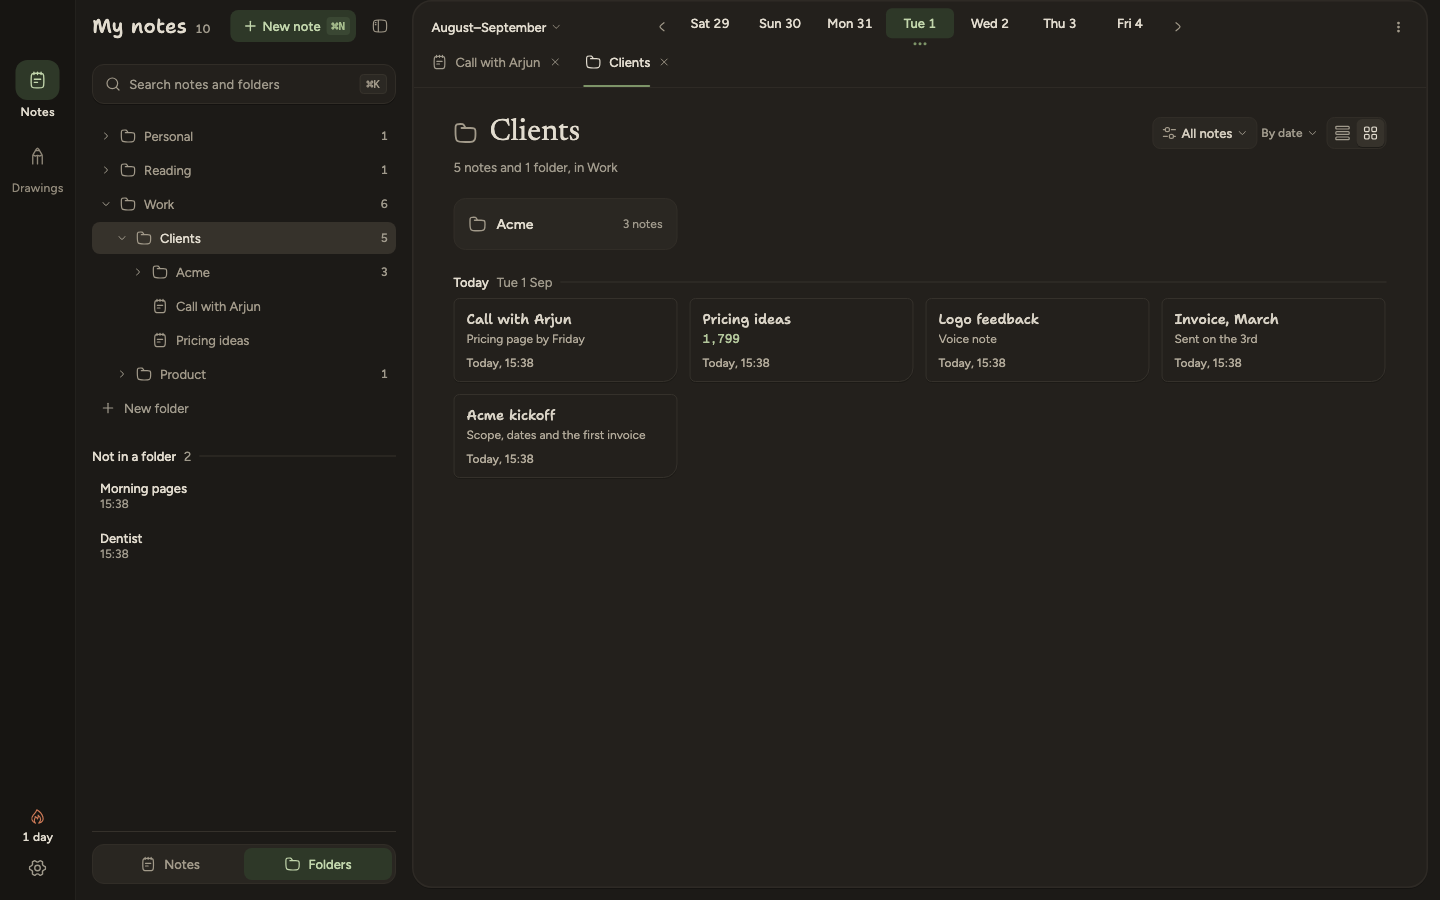 My notes 10
New note ⌘N
August–September
Sat 29
Sun 30
Mon 31
Tue 1
Wed 2
Thu 3
Fri 4
Call with Arjun
Clients
Notes
Drawings
Search notes and folders ⌘K
Personal 1
Reading 1
Work 6
Clients 5
Acme 3
Call with Arjun
Pricing ideas
Product 1
New folder
Not in a folder 2
Morning pages
15:38
Dentist
15:38
1 day
Notes
Folders
Clients
5 notes and 1 folder, in Work
All notes
By date
Acme 3 notes
Today Tue 1 Sep
Call with Arjun
Pricing page by Friday
Today, 15:38
Pricing ideas
1,799
Today, 15:38
Logo feedback
Voice note
Today, 15:38
Invoice, March
Sent on the 3rd
Today, 15:38
Acme kickoff
Scope, dates and the first invoice
Today, 15:38